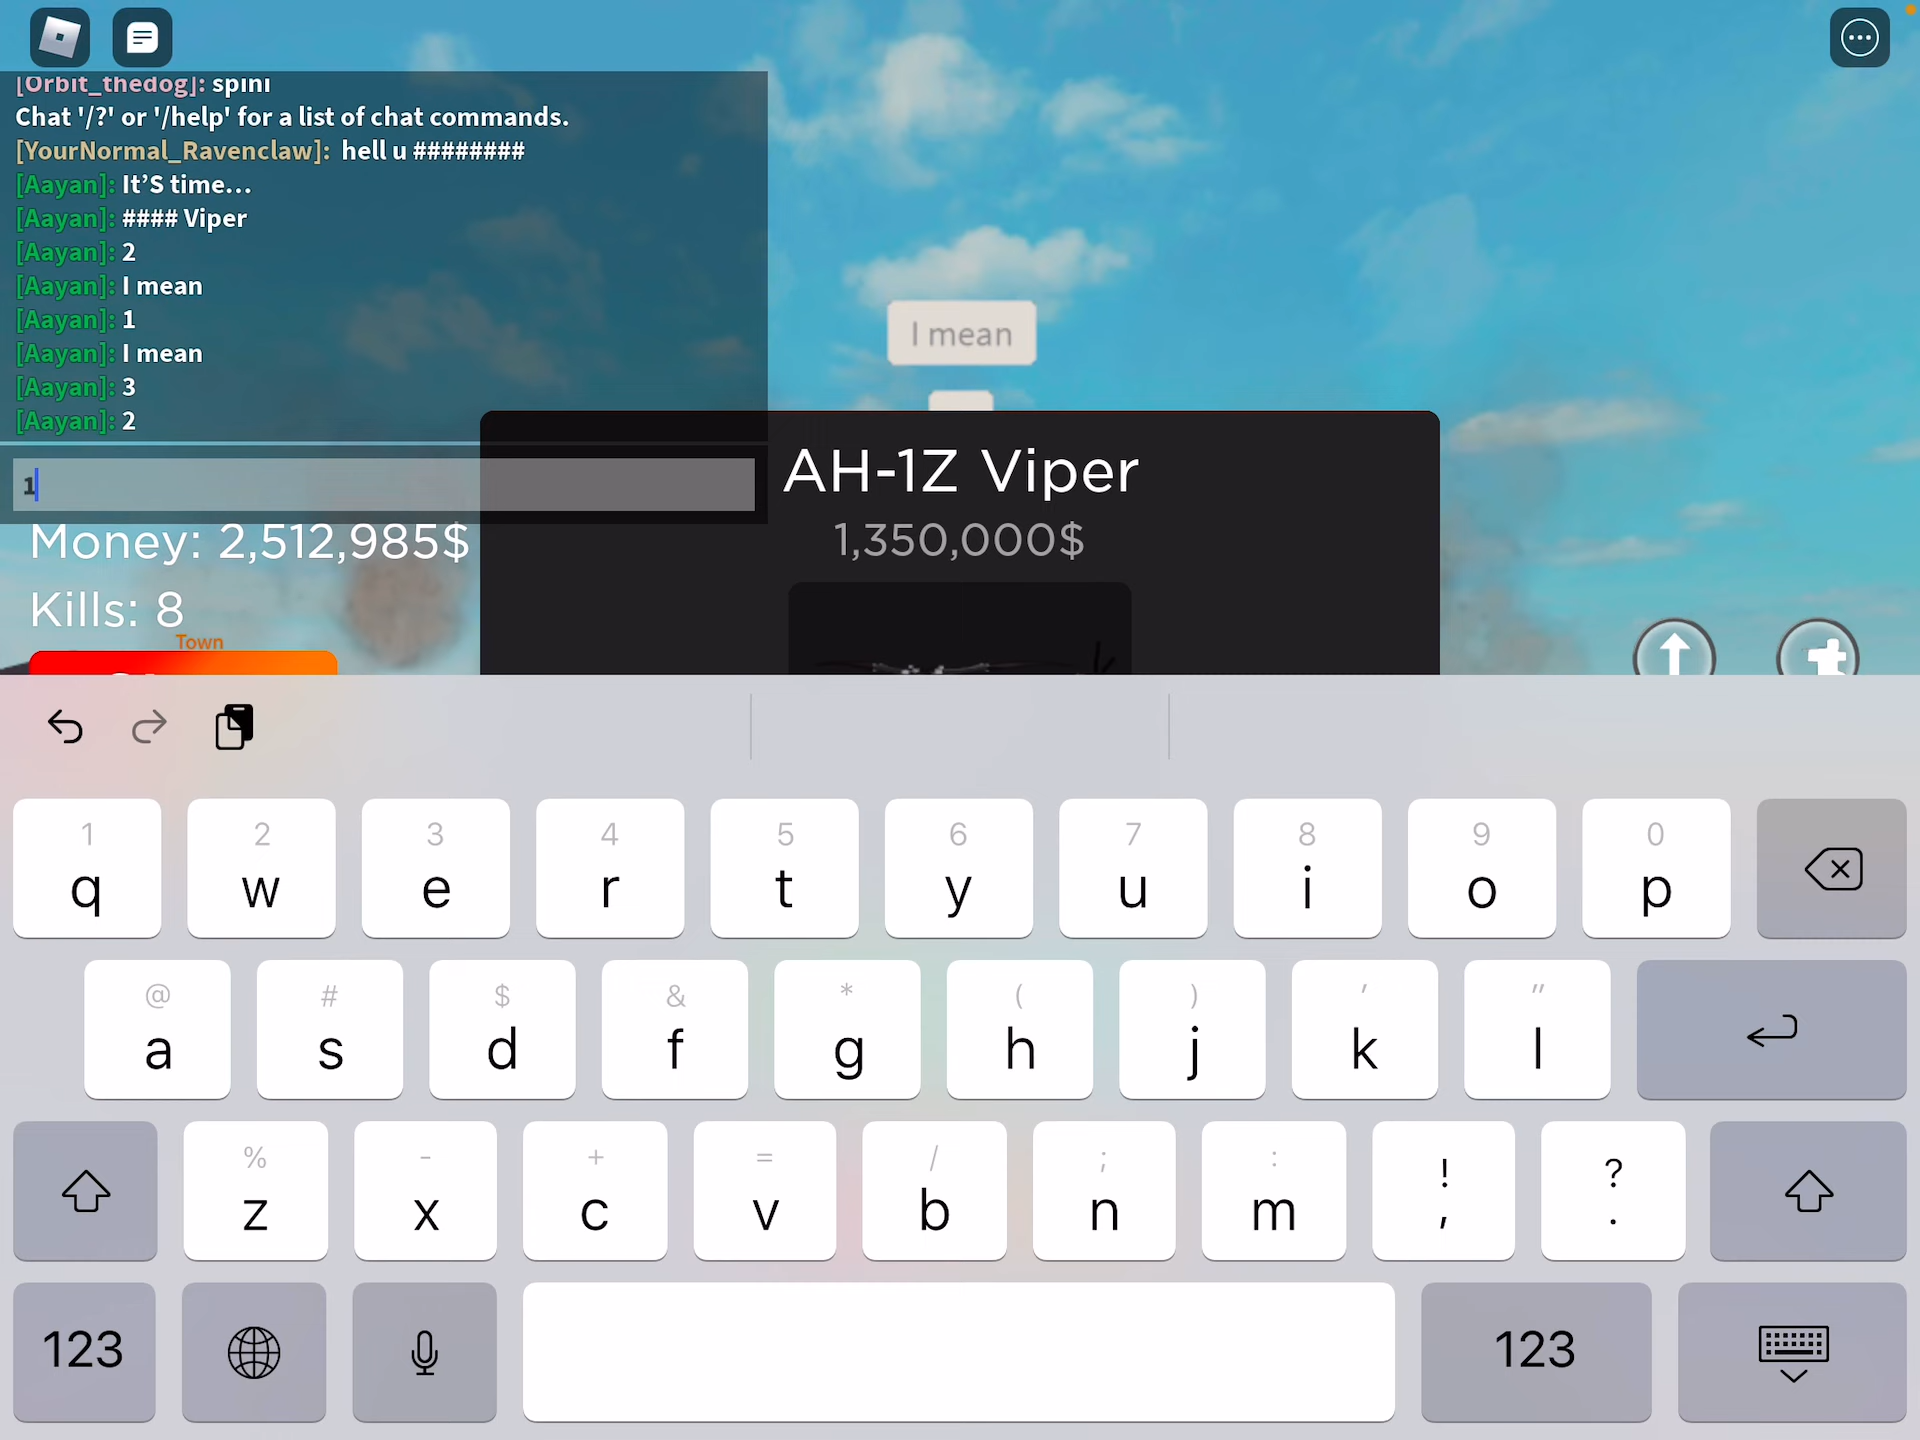 [Orbit_thedog]: spini
Chat '/?' or '/help' for a list of chat commands.
[YourNormal_Ravenclaw]: hell u ########
[Aayan]: It’S time...
[Aayan]: #### Viper
[Aayan]: 2
[Aayan]: I mean
[Aayan]: 1
[Aayan]: I mean
[Aayan]: 3
[Aayan]: 2
1
I mean
AH-1Z Viper
1,350,000$
Money: 2,512,985$
Kills: 8
Town
1 2 3 4 5 6 7 8 9 0
q w e r t y u i o p
@ # $ & * ( ) ' "
a s d f g h j k l
% - + = / ; : ! ?
z x c v b n m , .
123 123